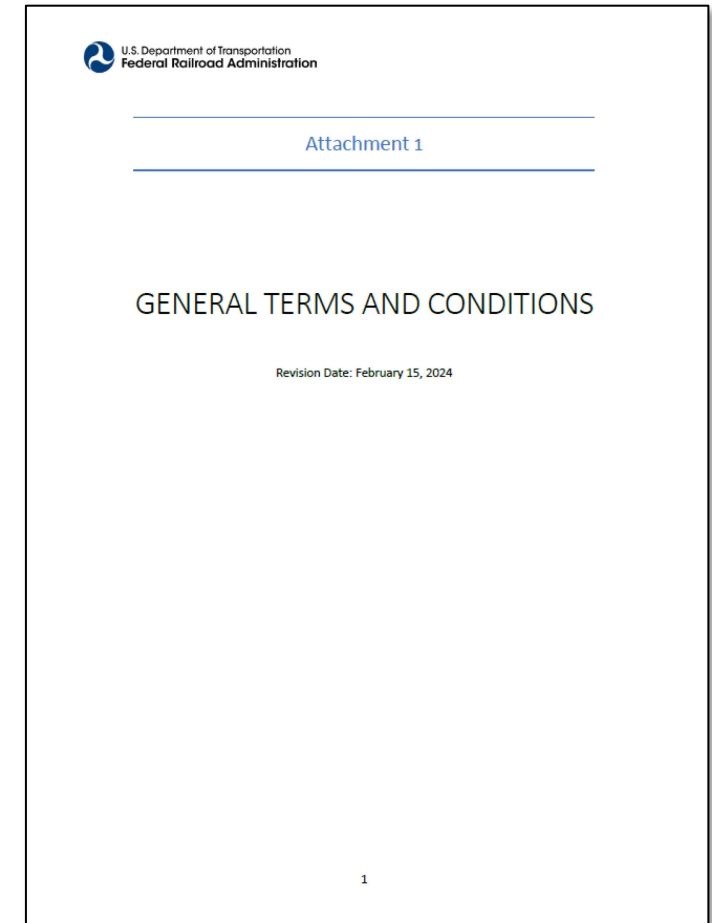 U.S. Department of Transportation
Federal Railroad Administration
Attachment 1
GENERAL TERMS AND CONDITIONS
Revision Date: February 15, 2024
1